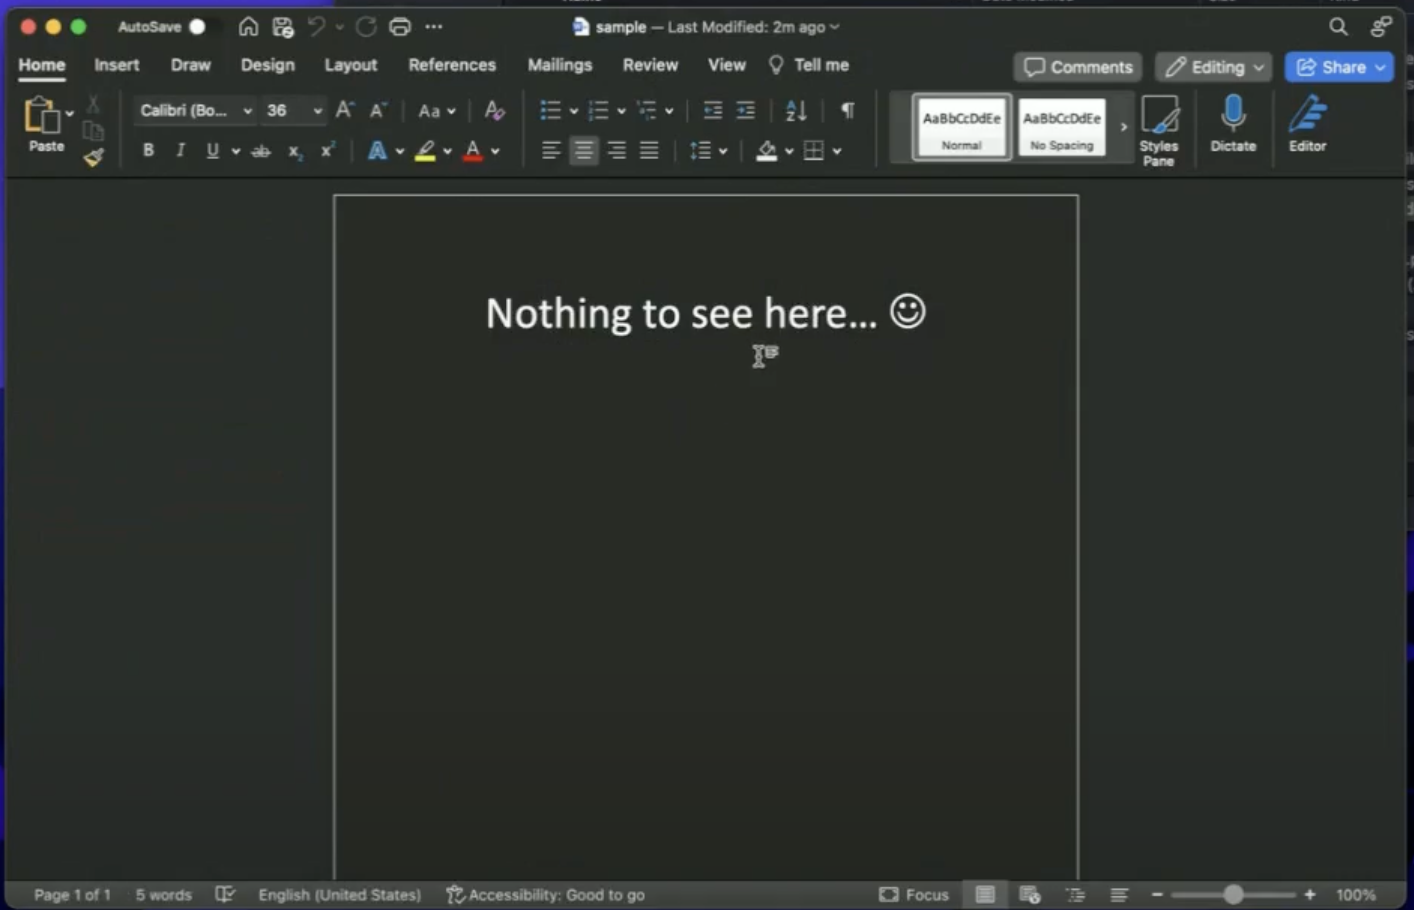 AutoSave
sample — Last Modified: 2m ago
Home Insert Draw Design Layout References Mailings Review View Tell me
Comments Editing Share
Paste
Calibri (Bo... 36 A A Aa A
AaBbCcDdEe AaBbCcDdEe
Normal No Spacing
Styles Pane
Dictate
Editor
B I U ab x₂ x² A A
Nothing to see here... ☺
Page 1 of 1 5 words English (United States) Accessibility: Good to go Focus 100%